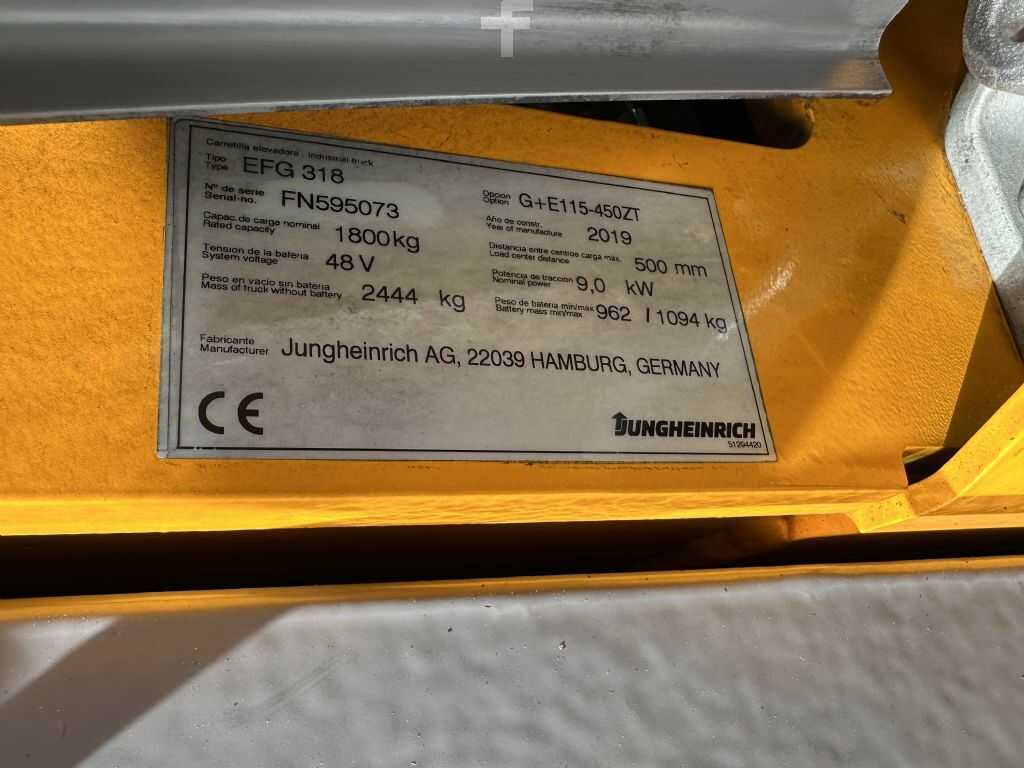 Carretilla elevadora - Industrial truck
Tipo
Type EFG 318
Nº de serie
Serial-no. FN595073
Opcion
Option G+E115-450ZT
Capac. de carga nominal
Rated capacity 1800kg
Año de constr.
Year of manufacture 2019
Tension de la bateria
System voltage 48 V
Distancia entre centros carga máx.
Load center distance 500 mm
Peso en vacio sin bateria
Mass of truck without battery 2444 kg
Potencia de traccion
Nominal power 9,0 kW
Peso de bateria min/máx
Battery mass min/max. 962 / 1094 kg
Fabricante
Manufacturer Jungheinrich AG, 22039 HAMBURG, GERMANY
CE
JUNGHEINRICH
51294420